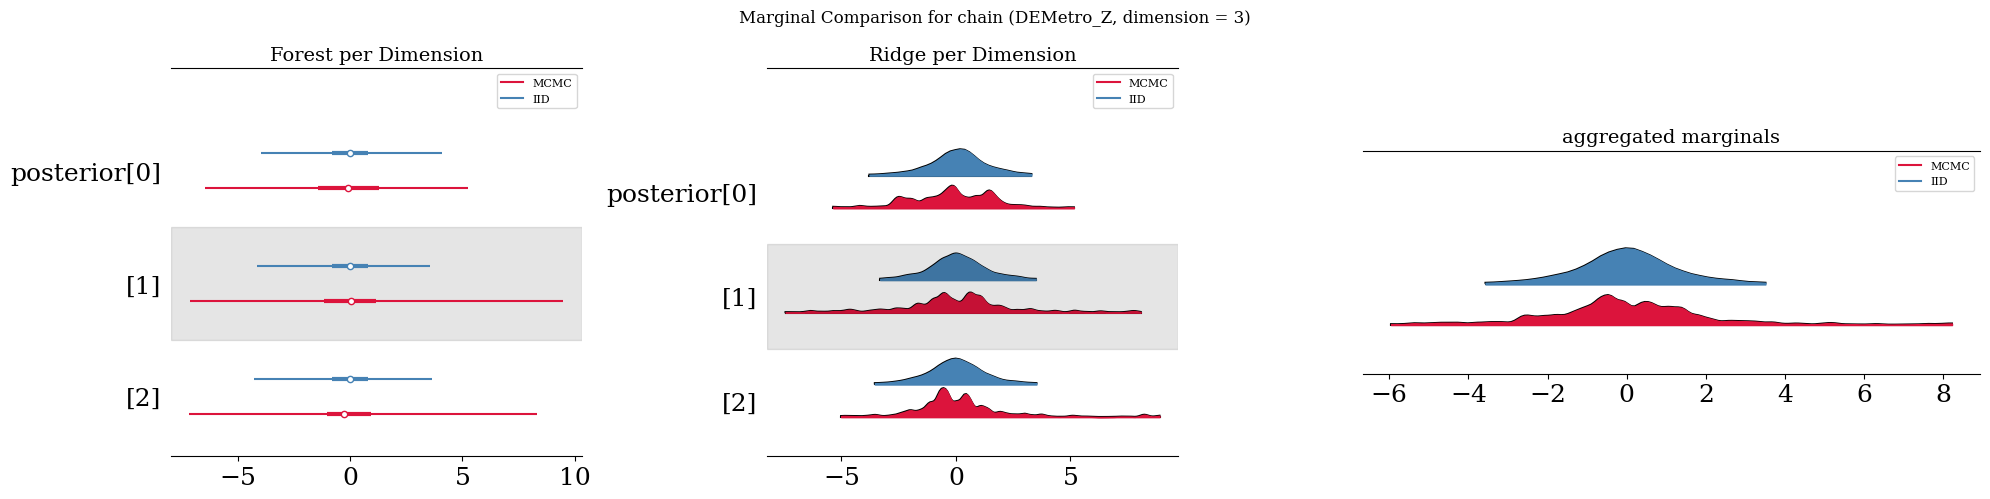 Marginal Comparison for chain (DEMetro_Z, dimension = 3)
Forest per Dimension
MCMC
IID
posterior[0]
[1]
[2]
−5 0 5 10
Ridge per Dimension
MCMC
IID
posterior[0]
[1]
[2]
−5 0 5
aggregated marginals
MCMC
IID
−6 −4 −2 0 2 4 6 8